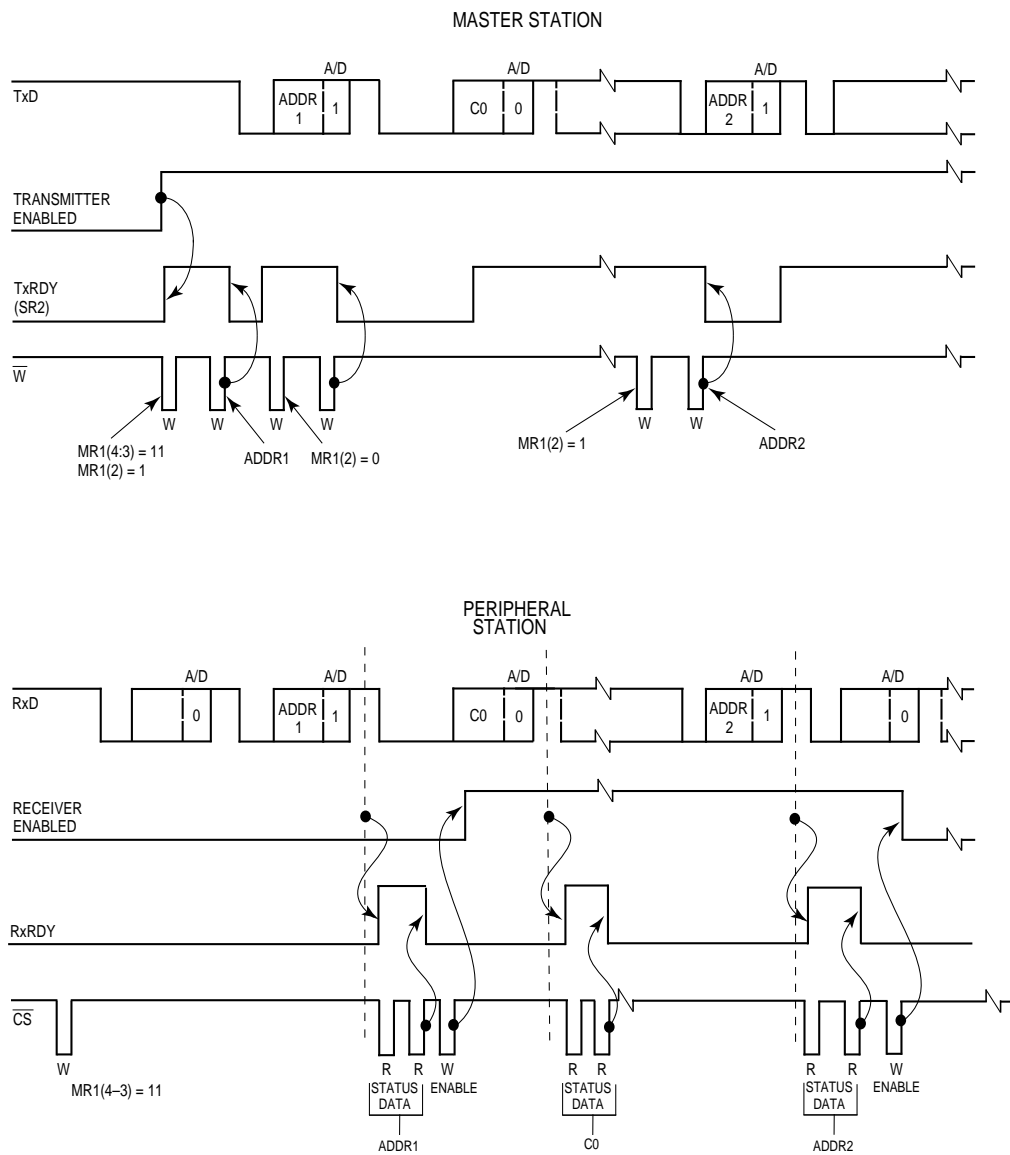 MASTER STATION
A/D A/D A/D
TxD
ADDR
1
1
C0 0
ADDR
2
1
TRANSMITTER
ENABLED
TxRDY
(SR2)
W
W W W W W W
MR1(4:3) = 11
MR1(2) = 1
ADDR1
MR1(2) = 0
MR1(2) = 1
ADDR2
PERIPHERAL
STATION
A/D A/D A/D A/D
RxD
0
ADDR
1
1
C0 0
ADDR
2
1
0
RECEIVER
ENABLED
RxRDY
CS
W
MR1(4–3) = 11
R R W
STATUS
DATA
ENABLE
ADDR1
R R
STATUS
DATA
C0
R R W
STATUS
DATA
ENABLE
ADDR2